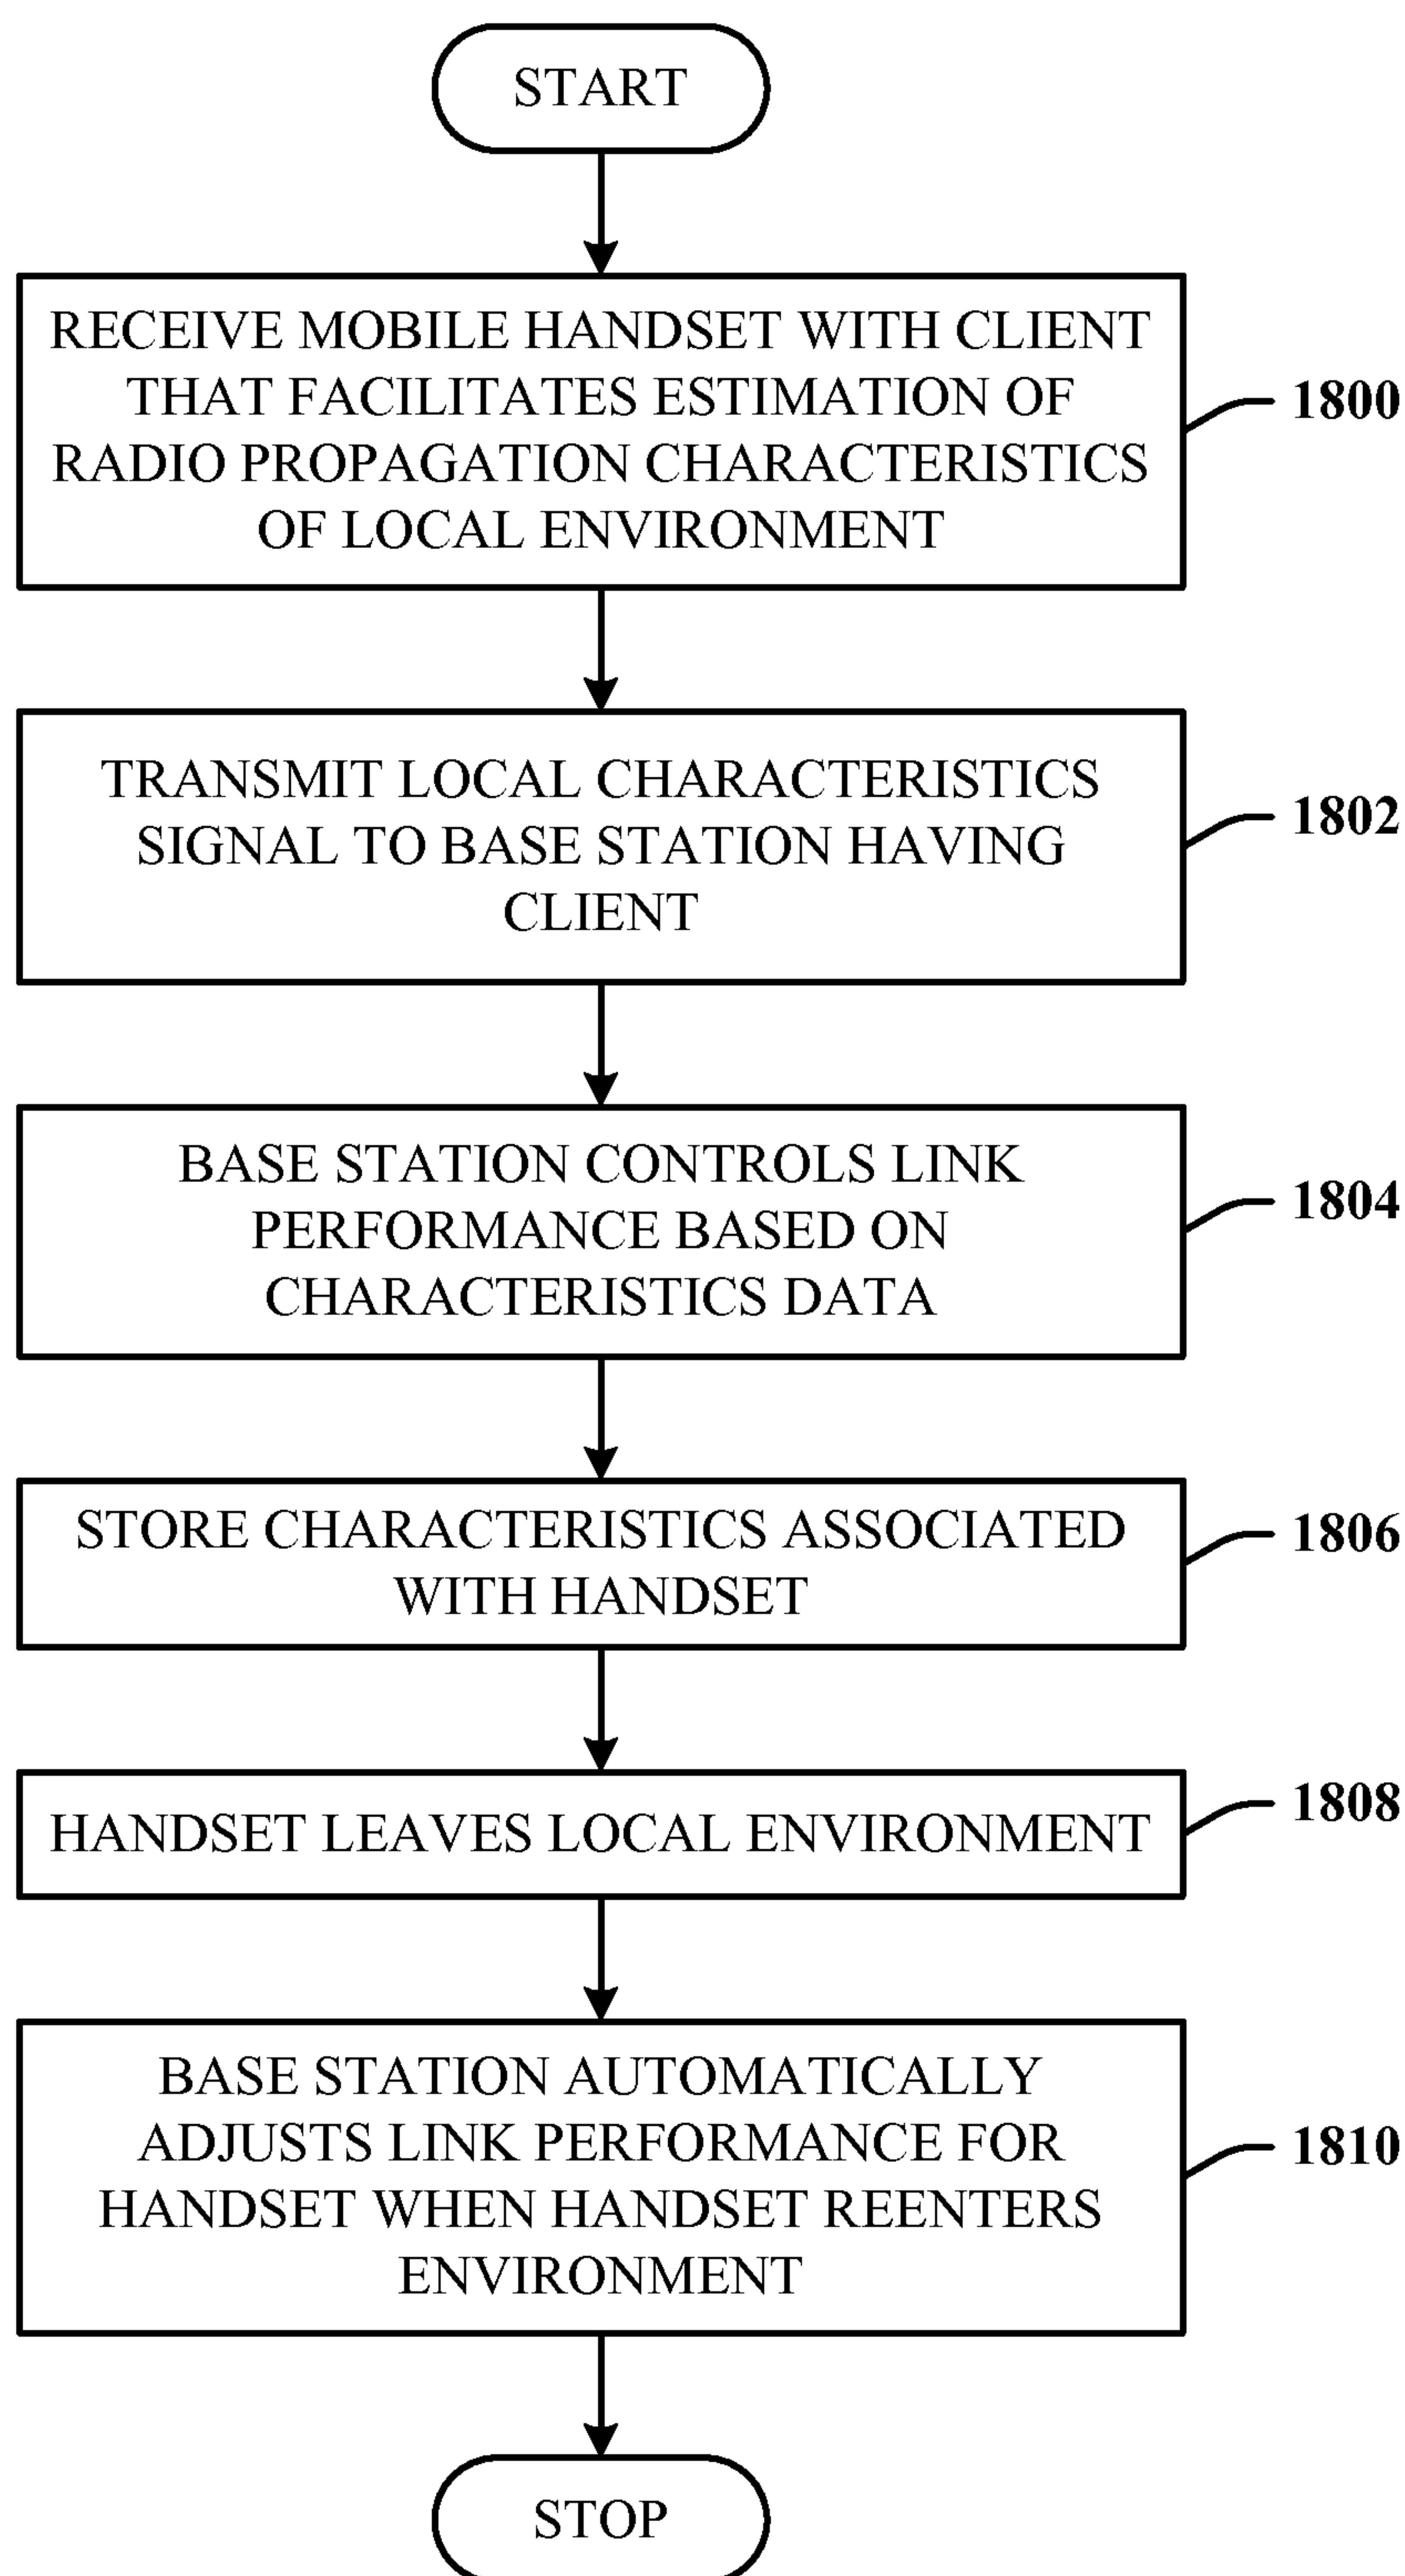 START
RECEIVE MOBILE HANDSET WITH CLIENT
THAT FACILITATES ESTIMATION OF
RADIO PROPAGATION CHARACTERISTICS
OF LOCAL ENVIRONMENT
1800
TRANSMIT LOCAL CHARACTERISTICS
SIGNAL TO BASE STATION HAVING
CLIENT
1802
BASE STATION CONTROLS LINK
PERFORMANCE BASED ON
CHARACTERISTICS DATA
1804
STORE CHARACTERISTICS ASSOCIATED
WITH HANDSET
1806
HANDSET LEAVES LOCAL ENVIRONMENT
1808
BASE STATION AUTOMATICALLY
ADJUSTS LINK PERFORMANCE FOR
HANDSET WHEN HANDSET REENTERS
ENVIRONMENT
1810
STOP